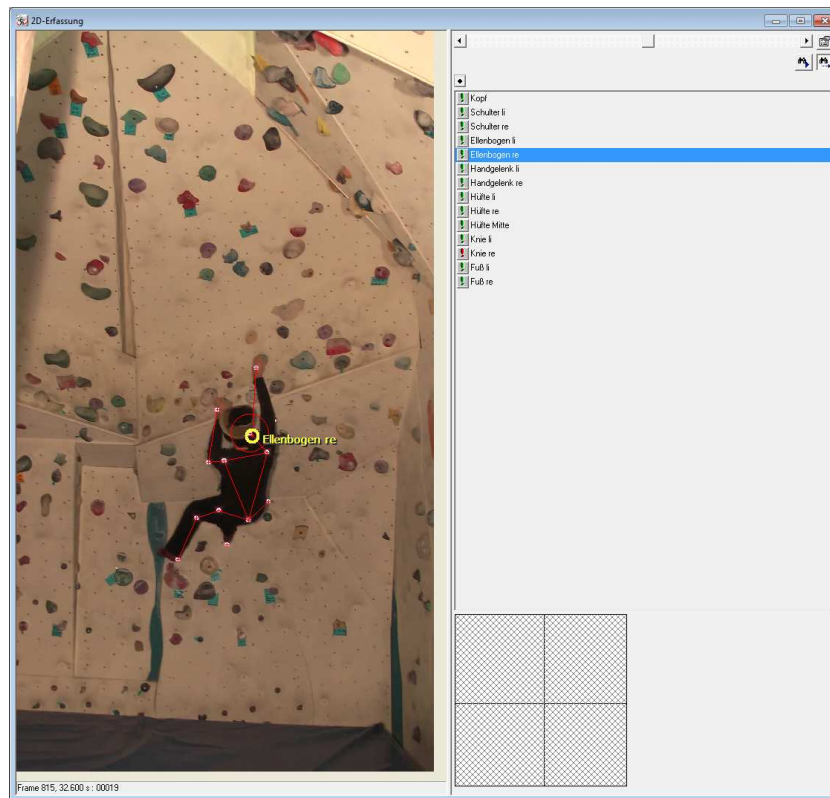 2D-Erfassung
Kopf
Schulter li
Schulter re
Ellenbogen li
Ellenbogen re
Handgelenk li
Handgelenk re
Hüfte li
Hüfte re
Hüfte Mitte
Knie li
Knie re
Fuß li
Fuß re
Ellenbogen re
Frame 815, 32.600 s : 00019